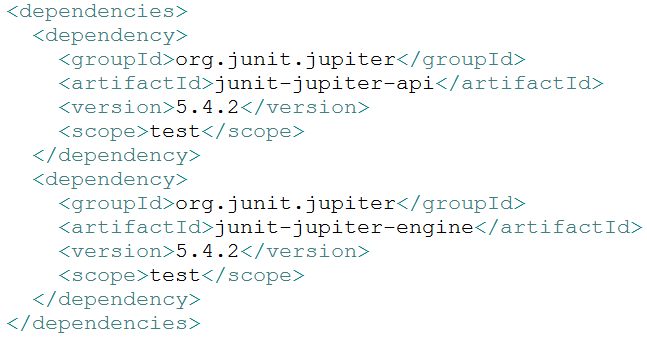 <dependencies>
  <dependency>
    <groupId>org.junit.jupiter</groupId>
    <artifactId>junit-jupiter-api</artifactId>
    <version>5.4.2</version>
    <scope>test</scope>
  </dependency>
  <dependency>
    <groupId>org.junit.jupiter</groupId>
    <artifactId>junit-jupiter-engine</artifactId>
    <version>5.4.2</version>
    <scope>test</scope>
  </dependency>
</dependencies>